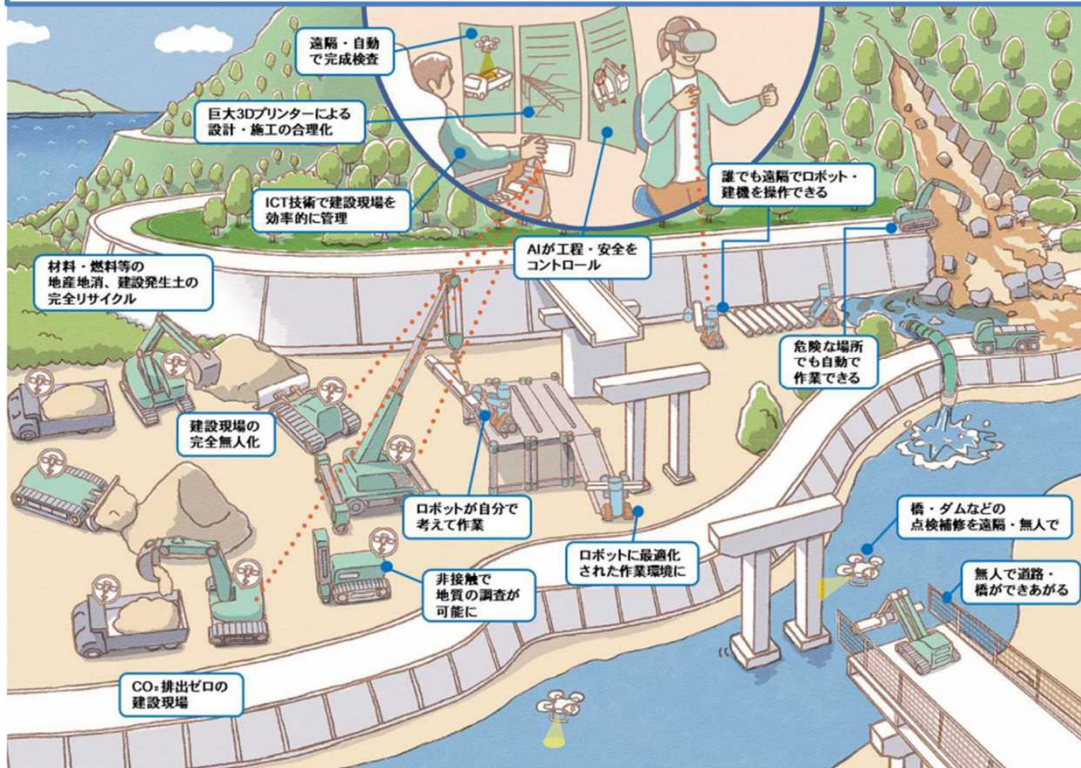 遠隔・自動
で完成検査
巨大3Dプリンターによる
設計・施工の合理化
ICT技術で建設現場を
効率的に管理
AIが工程・安全を
コントロール
誰でも遠隔でロボット・
建機を操作できる
材料・燃料等の
地産地消、建設発生土の
完全リサイクル
危険な場所
でも自動で
作業できる
建設現場の
完全無人化
ロボットが自分で
考えて作業
ロボットに最適化
された作業環境に
橋・ダムなどの
点検補修を遠隔・無人で
非接触で
地質の調査が
可能に
無人で道路・
橋ができあがる
CO₂排出ゼロの
建設現場